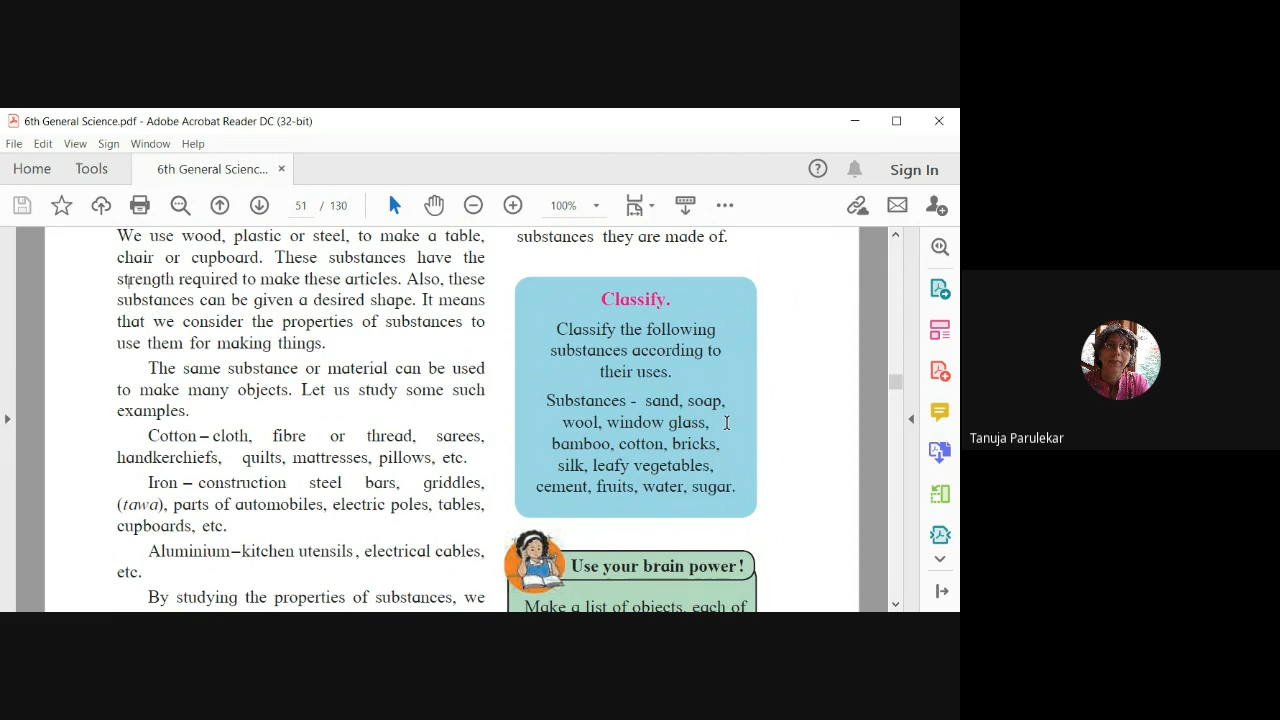 6th General Science.pdf - Adobe Acrobat Reader DC (32-bit)
File Edit View Sign Window Help
Home Tools 6th General Scienc... × Sign In
51 / 130 100%
We use wood, plastic or steel, to make a table,
chair or cupboard. These substances have the
strength required to make these articles. Also, these
substances can be given a desired shape. It means
that we consider the properties of substances to
use them for making things.
The same substance or material can be used
to make many objects. Let us study some such
examples.
Cotton – cloth, fibre or thread, sarees,
handkerchiefs, quilts, mattresses, pillows, etc.
Iron – construction steel bars, griddles,
(tawa), parts of automobiles, electric poles, tables,
cupboards, etc.
Aluminium–kitchen utensils, electrical cables,
etc.
By studying the properties of substances, we
substances they are made of.
Classify.
Classify the following
substances according to
their uses.
Substances - sand, soap,
wool, window glass,
bamboo, cotton, bricks,
silk, leafy vegetables,
cement, fruits, water, sugar.
Use your brain power!
Make a list of objects, each of
Tanuja Parulekar